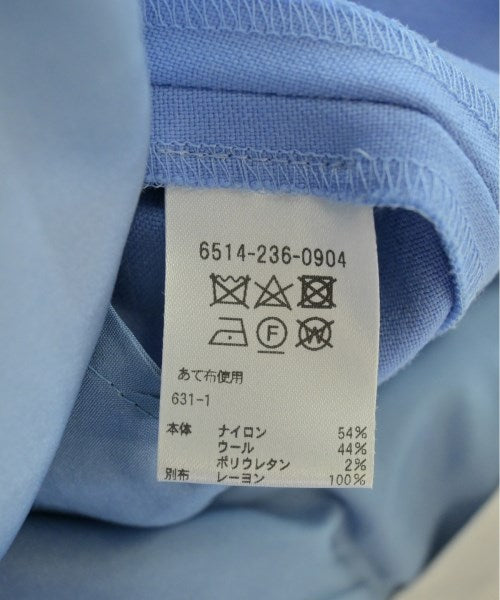 6514-236-0904
F W
あて布使用
631-1
本体 ナイロン 54%
ウール 44%
ポリウレタン 2%
別布 レーヨン 100%